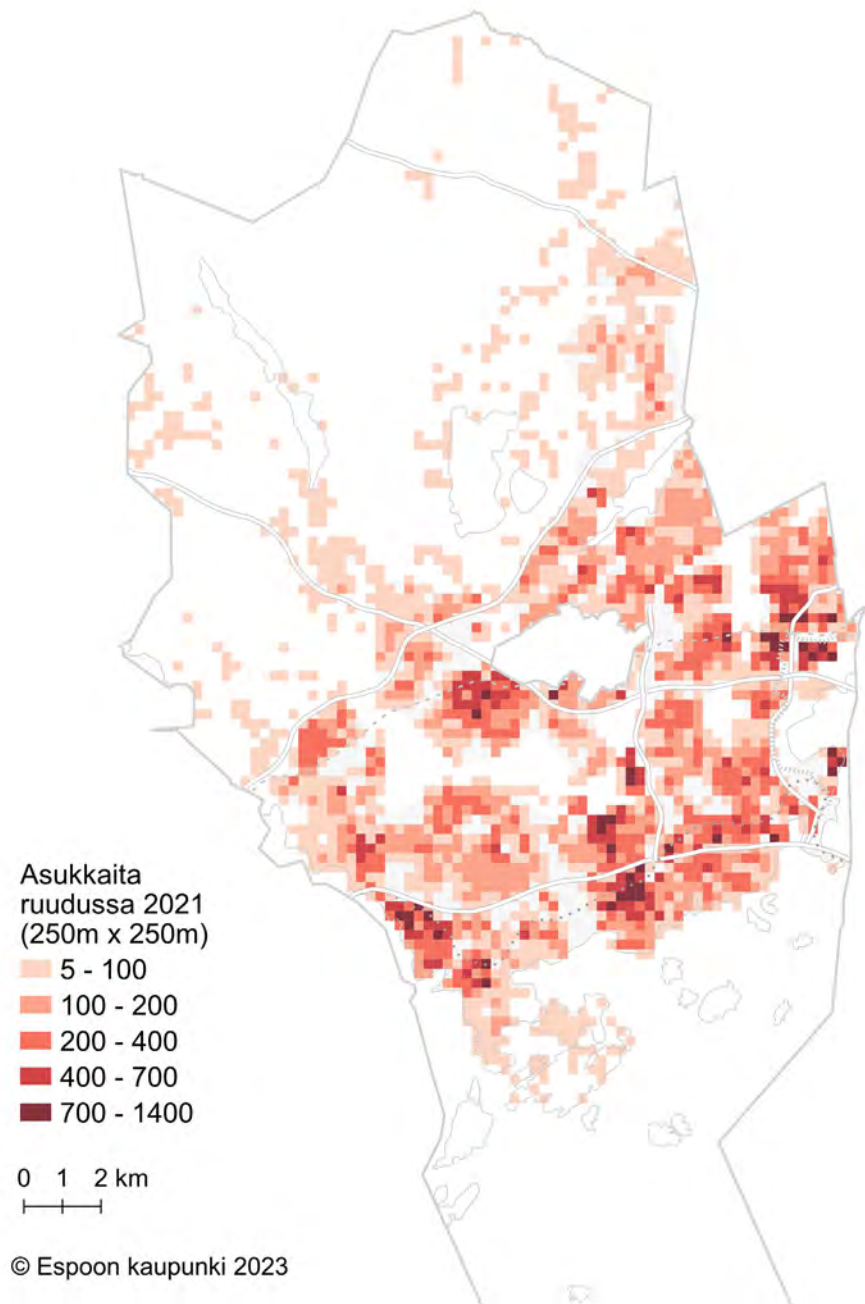 Asukkaita
ruudussa 2021
(250m x 250m)
5 - 100
100 - 200
200 - 400
400 - 700
700 - 1400
0 1 2 km
© Espoon kaupunki 2023